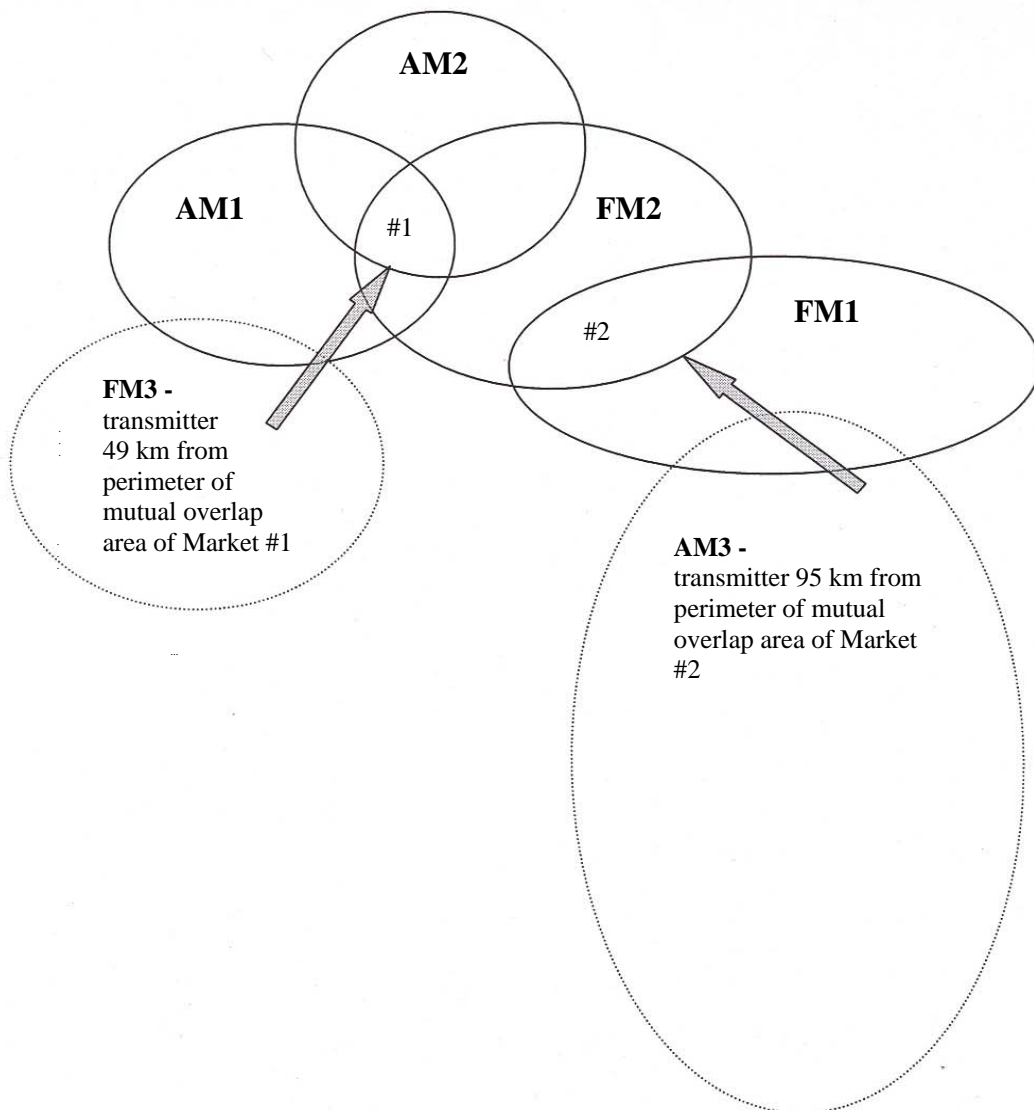 AM2
AM1
#1
FM2
#2
FM1
FM3 -
transmitter
49 km from
perimeter of
mutual overlap
area of Market #1
AM3 -
transmitter 95 km from
perimeter of mutual
overlap area of Market
#2